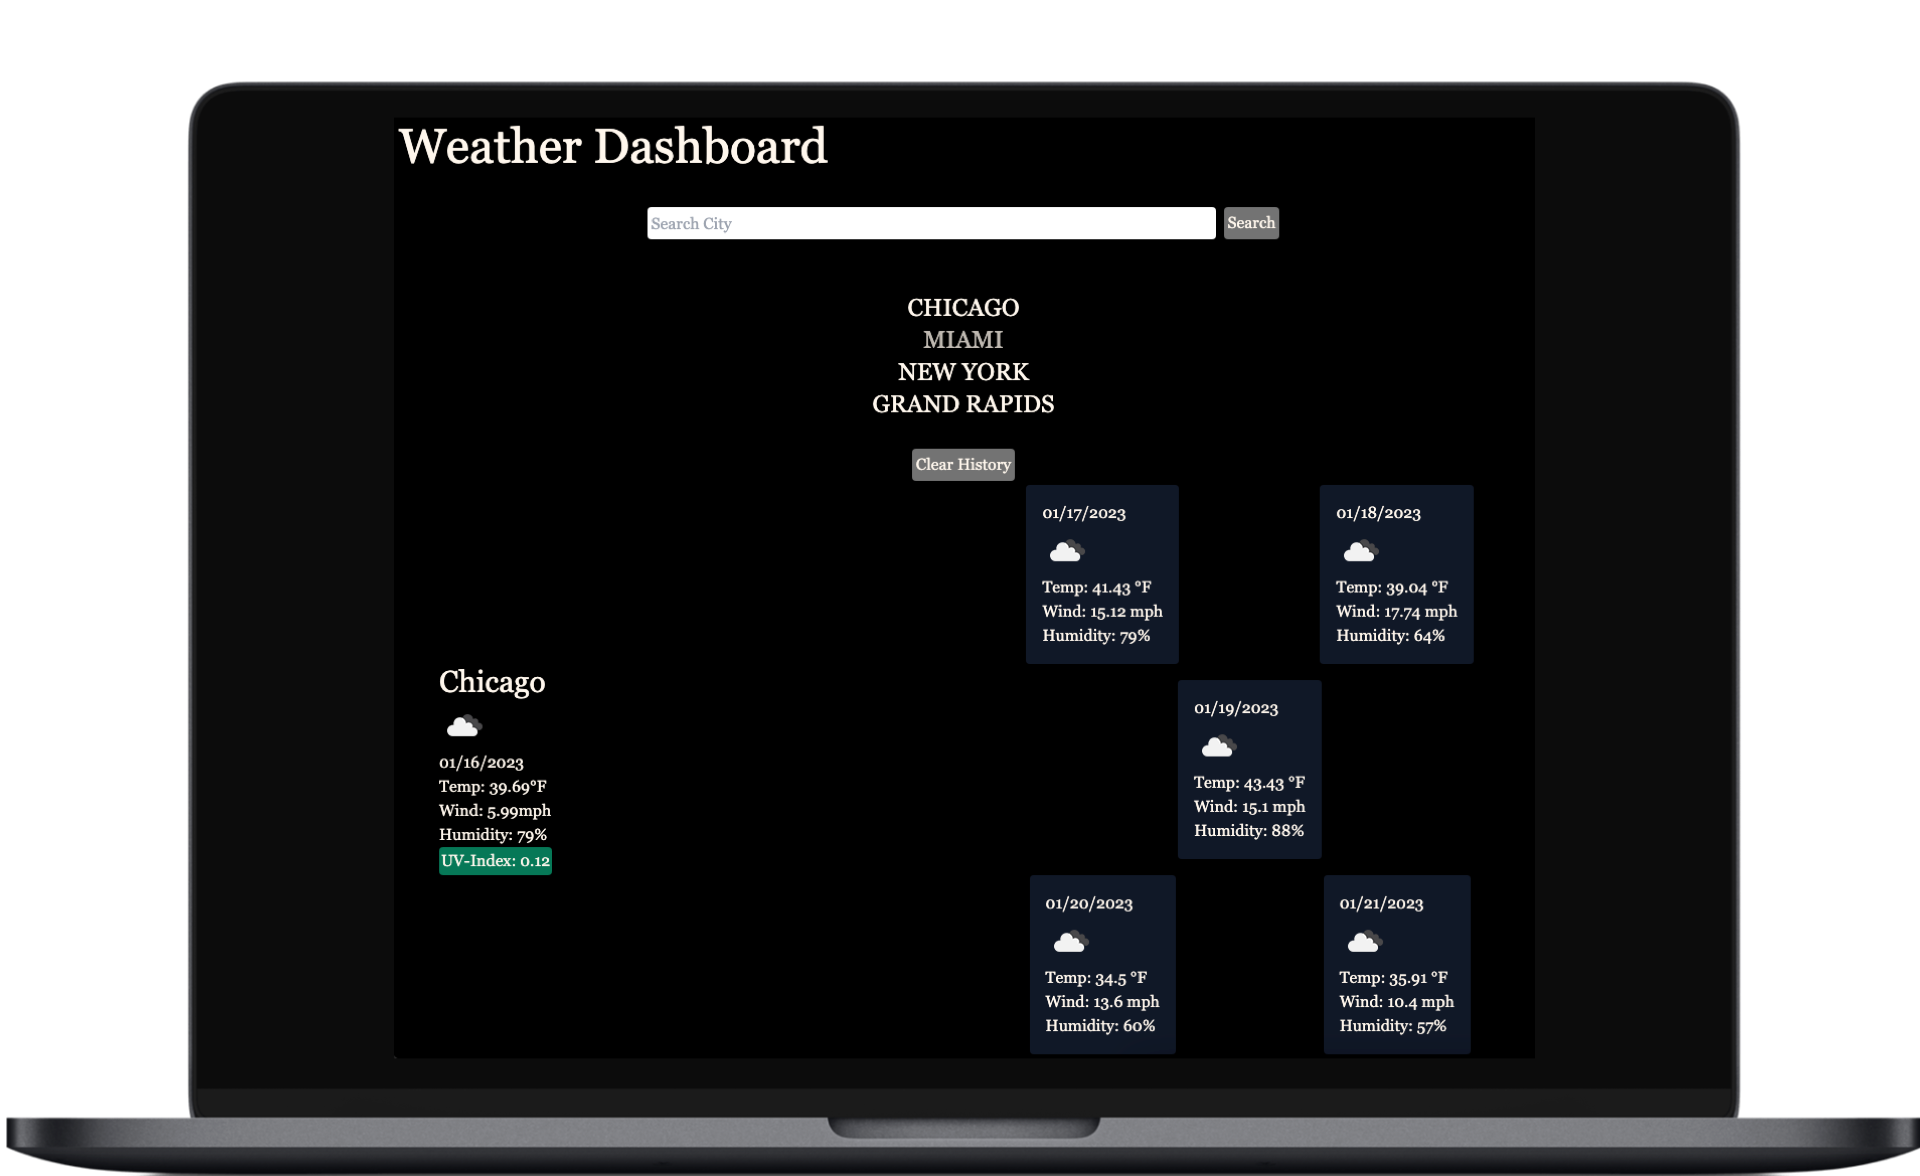 Weather Dashboard
Search City
Search
CHICAGO
MIAMI
NEW YORK
GRAND RAPIDS
Clear History
Chicago
01/16/2023
Temp: 39.69°F
Wind: 5.99mph
Humidity: 79%
UV-Index: 0.12
01/17/2023
Temp: 41.43 °F
Wind: 15.12 mph
Humidity: 79%
01/18/2023
Temp: 39.04 °F
Wind: 17.74 mph
Humidity: 64%
01/19/2023
Temp: 43.43 °F
Wind: 15.1 mph
Humidity: 88%
01/20/2023
Temp: 34.5 °F
Wind: 13.6 mph
Humidity: 60%
01/21/2023
Temp: 35.91 °F
Wind: 10.4 mph
Humidity: 57%